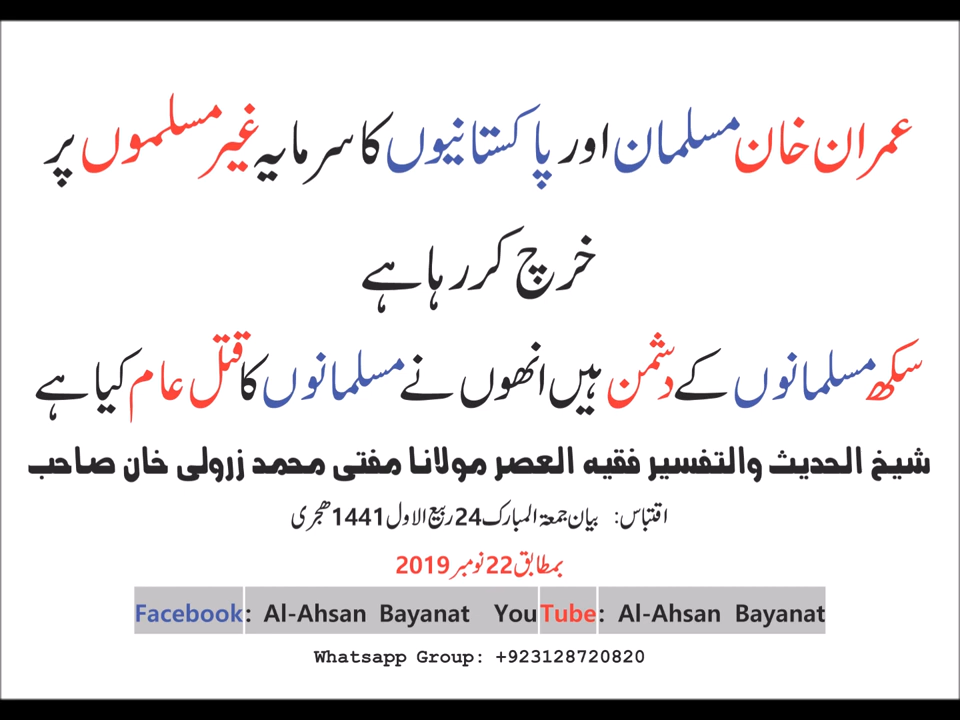 عمران خان مسلمان اور پاکستانیوں کا سرمایہ غیر مسلموں پر
خرچ کر رہا ہے
سکھ مسلمانوں کے دشمن ہیں انھوں نے مسلمانوں کا قتل عام کیا ہے
شیخ الحدیث والتفسیر فقیہ العصر مولانا مفتی محمد زرولی خان صاحب
اقتباس: بیان جمعۃ المبارک 24 ربیع الاول 1441 ھجری
بمطابق 22 نومبر 2019
Facebook: Al-Ahsan Bayanat YouTube: Al-Ahsan Bayanat
Whatsapp Group: +923128720820